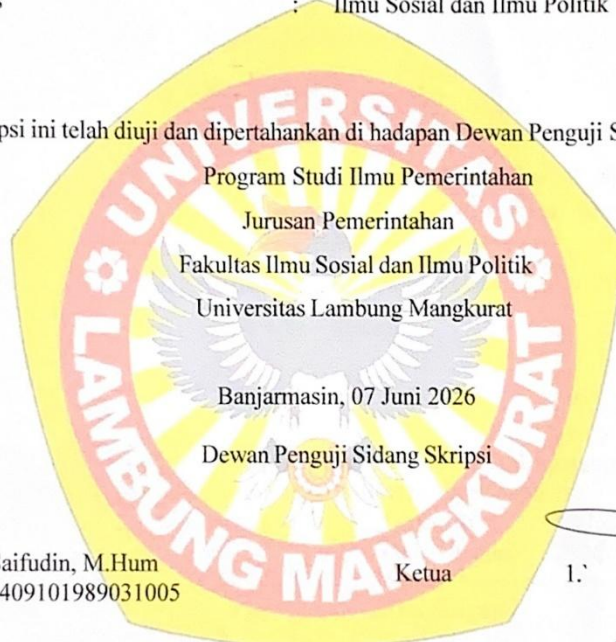 : Ilmu Sosial dan Ilmu Politik
psi ini telah diuji dan dipertahankan di hadapan Dewan Penguji S
Program Studi Ilmu Pemerintahan
Jurusan Pemerintahan
Fakultas Ilmu Sosial dan Ilmu Politik
Universitas Lambung Mangkurat
UNIVERSITAS
LAMBUNG MANGKURAT
Banjarmasin, 07 Juni 2026
Dewan Penguji Sidang Skripsi
aifudin, M.Hum Ketua 1.
409101989031005